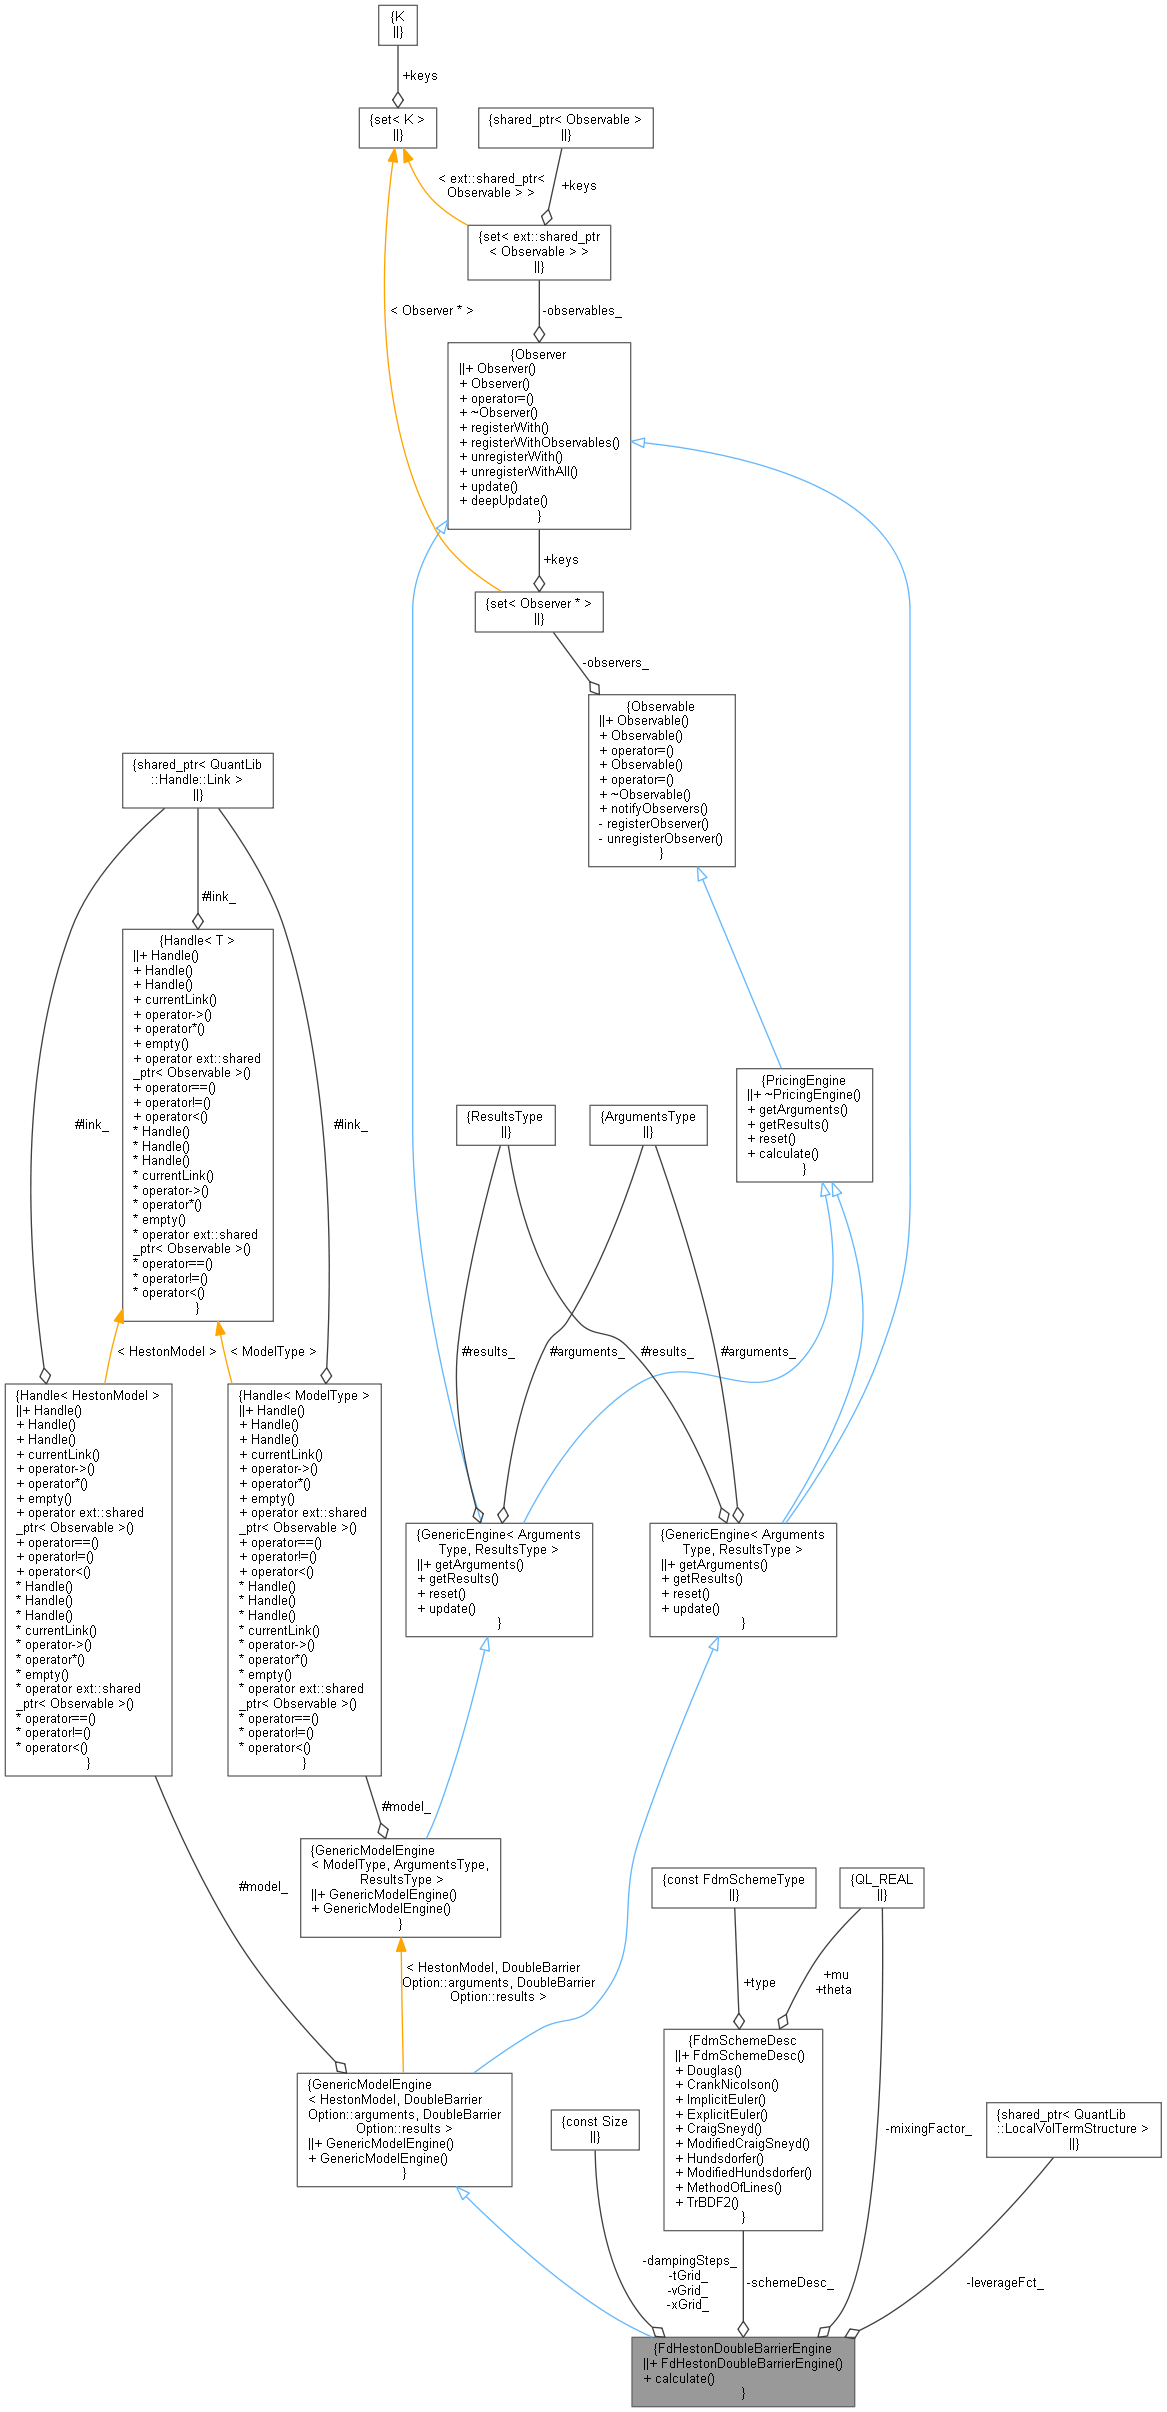 {K
||}
+keys
{set< K >
||}
{shared_ptr< Observable >
||}
< ext::shared_ptr<
Observable > >
+keys
{set< ext::shared_ptr
< Observable > >
||}
< Observer * >
-observables_
{Observer
||+ Observer()
+ Observer()
+ operator=()
+ ~Observer()
+ registerWith()
+ registerWithObservables()
+ unregisterWith()
+ unregisterWithAll()
+ update()
+ deepUpdate()
}
+keys
{set< Observer * >
||}
-observers_
{Observable
||+ Observable()
+ Observable()
+ operator=()
+ Observable()
+ operator=()
+ ~Observable()
+ notifyObservers()
- registerObserver()
- unregisterObserver()
}
{shared_ptr< QuantLib
::Handle::Link >
||}
#link_
{Handle< T >
||+ Handle()
+ Handle()
+ Handle()
+ currentLink()
+ operator->()
+ operator*()
+ empty()
+ operator ext::shared
_ptr< Observable >()
+ operator==()
+ operator!=()
+ operator<()
* Handle()
* Handle()
* Handle()
* currentLink()
* operator->()
* operator*()
* empty()
* operator ext::shared
_ptr< Observable >()
* operator==()
* operator!=()
* operator<()
}
#link_
#link_
{PricingEngine
||+ ~PricingEngine()
+ getArguments()
+ getResults()
+ reset()
+ calculate()
}
{ResultsType
||}
{ArgumentsType
||}
< HestonModel >
< ModelType >
#results_
#arguments_
#results_
#arguments_
{Handle< HestonModel >
||+ Handle()
+ Handle()
+ Handle()
+ currentLink()
+ operator->()
+ operator*()
+ empty()
+ operator ext::shared
_ptr< Observable >()
+ operator==()
+ operator!=()
+ operator<()
* Handle()
* Handle()
* Handle()
* currentLink()
* operator->()
* operator*()
* empty()
* operator ext::shared
_ptr< Observable >()
* operator==()
* operator!=()
* operator<()
}
{Handle< ModelType >
||+ Handle()
+ Handle()
+ Handle()
+ currentLink()
+ operator->()
+ operator*()
+ empty()
+ operator ext::shared
_ptr< Observable >()
+ operator==()
+ operator!=()
+ operator<()
* Handle()
* Handle()
* Handle()
* currentLink()
* operator->()
* operator*()
* empty()
* operator ext::shared
_ptr< Observable >()
* operator==()
* operator!=()
* operator<()
}
{GenericEngine< Arguments
Type, ResultsType >
||+ getArguments()
+ getResults()
+ reset()
+ update()
}
{GenericEngine< Arguments
Type, ResultsType >
||+ getArguments()
+ getResults()
+ reset()
+ update()
}
#model_
{GenericModelEngine
< ModelType, ArgumentsType,
ResultsType >
||+ GenericModelEngine()
+ GenericModelEngine()
}
#model_
{const FdmSchemeType
||}
{QL_REAL
||}
< HestonModel, DoubleBarrier
Option::arguments, DoubleBarrier
Option::results >
+type
+mu
+theta
{FdmSchemeDesc
||+ FdmSchemeDesc()
+ Douglas()
+ CrankNicolson()
+ ImplicitEuler()
+ ExplicitEuler()
+ CraigSneyd()
+ ModifiedCraigSneyd()
+ Hundsdorfer()
+ ModifiedHundsdorfer()
+ MethodOfLines()
+ TrBDF2()
}
{GenericModelEngine
< HestonModel, DoubleBarrier
Option::arguments, DoubleBarrier
Option::results >
||+ GenericModelEngine()
+ GenericModelEngine()
}
{const Size
||}
-mixingFactor_
{shared_ptr< QuantLib
::LocalVolTermStructure >
||}
-dampingSteps_
-tGrid_
-vGrid_
-xGrid_
-schemeDesc_
-leverageFct_
{FdHestonDoubleBarrierEngine
||+ FdHestonDoubleBarrierEngine()
+ calculate()
}